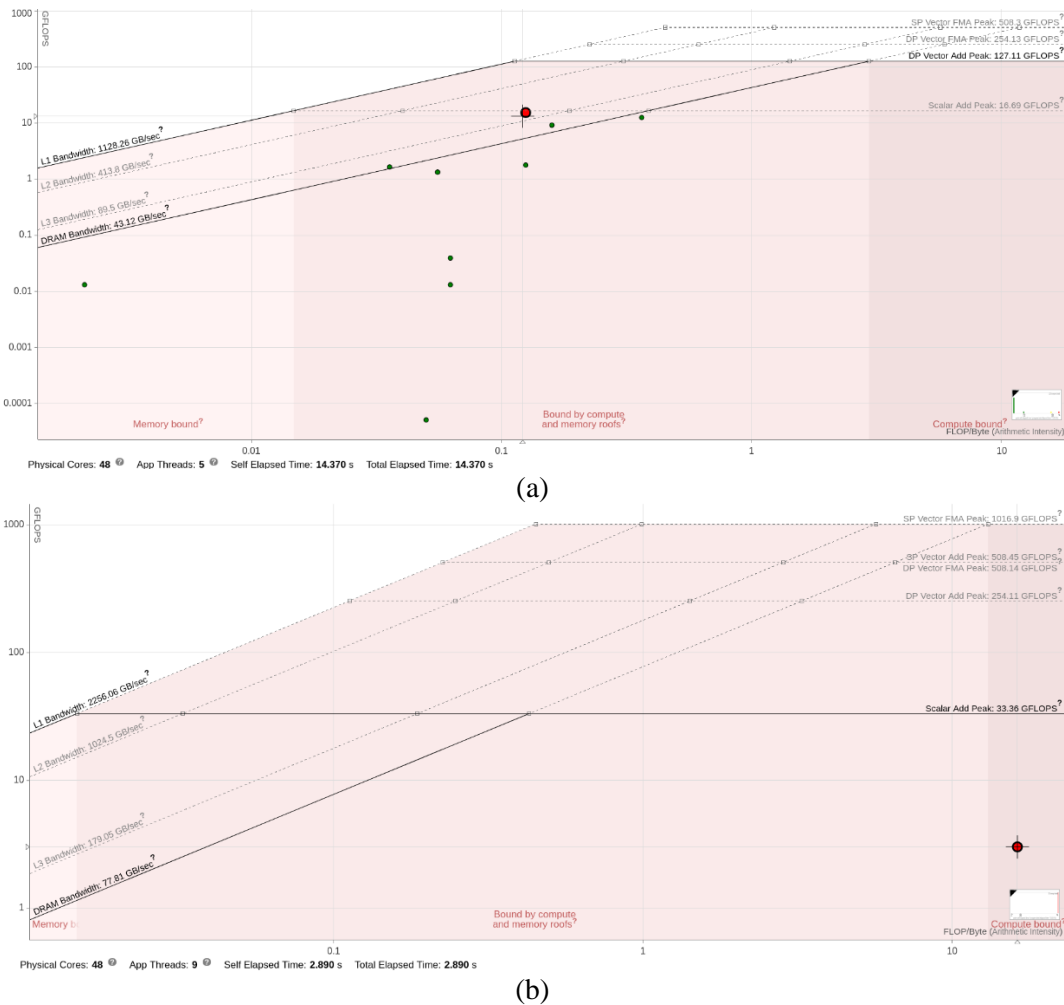 1000
GFLOPS
SP Vector FMA Peak: 508.3 GFLOPS?
DP Vector FMA Peak: 254.13 GFLOPS?
DP Vector Add Peak: 127.11 GFLOPS?
100
Scalar Add Peak: 16.69 GFLOPS?
10
L1 Bandwidth: 1128.26 GB/sec?
L2 Bandwidth: 413.8 GB/sec?
1
L3 Bandwidth: 89.5 GB/sec?
DRAM Bandwidth: 43.12 GB/sec?
0.1
0.01
0.001
0.0001
Memory bound?
Bound by compute
and memory roofs?
Compute bound?
FLOP/Byte (Arithmetic Intensity)
0.01
0.1
1
10
Physical Cores: 48 App Threads: 5 Self Elapsed Time: 14.370 s Total Elapsed Time: 14.370 s
(a)
GFLOPS
1000
SP Vector FMA Peak: 1016.9 GFLOPS?
SP Vector Add Peak: 508.45 GFLOPS?
DP Vector FMA Peak: 508.14 GFLOPS
DP Vector Add Peak: 254.11 GFLOPS?
100
L1 Bandwidth: 2256.06 GB/sec?
Scalar Add Peak: 33.36 GFLOPS?
L2 Bandwidth: 1024.5 GB/sec?
10
L3 Bandwidth: 179.05 GB/sec?
DRAM Bandwidth: 77.81 GB/sec?
1
Memory b
Bound by compute
and memory roofs?
Compute bound?
FLOP/Byte (Arithmetic Intensity)
0.1
1
10
Physical Cores: 48 App Threads: 9 Self Elapsed Time: 2.890 s Total Elapsed Time: 2.890 s
(b)